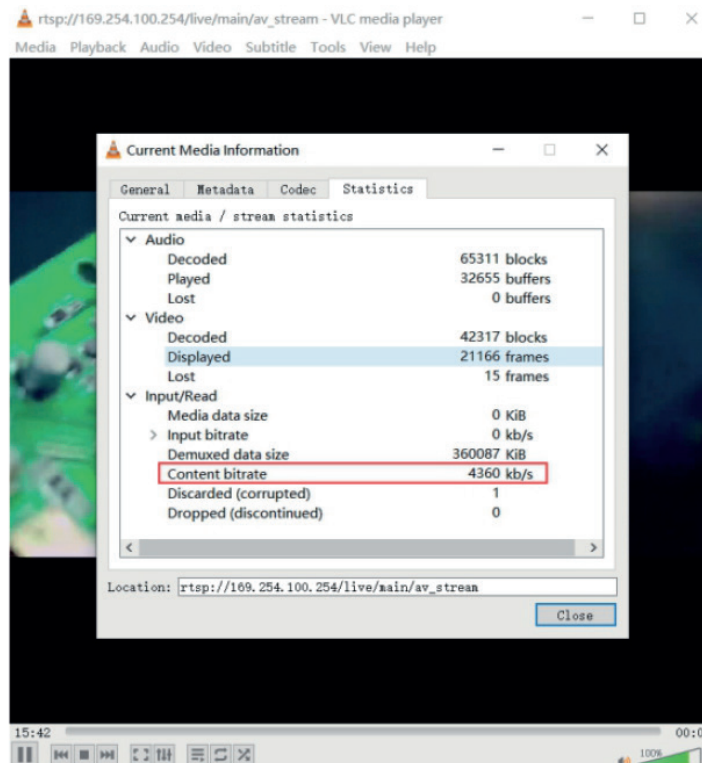 rtsp://169.254.100.254/live/main/av_stream - VLC media player
Media Playback Audio Video Subtitle Tools View Help
Current Media Information
General Metadata Codec Statistics
Current media / stream statistics
Audio
Decoded 65311 blocks
Played 32655 buffers
Lost 0 buffers
Video
Decoded 42317 blocks
Displayed 21166 frames
Lost 15 frames
Input/Read
Media data size 0 KiB
Input bitrate 0 kb/s
Demuxed data size 360087 KiB
Content bitrate 4360 kb/s
Discarded (corrupted) 1
Dropped (discontinued) 0
Location: rtsp://169.254.100.254/live/main/av_stream
Close
15:42
100%